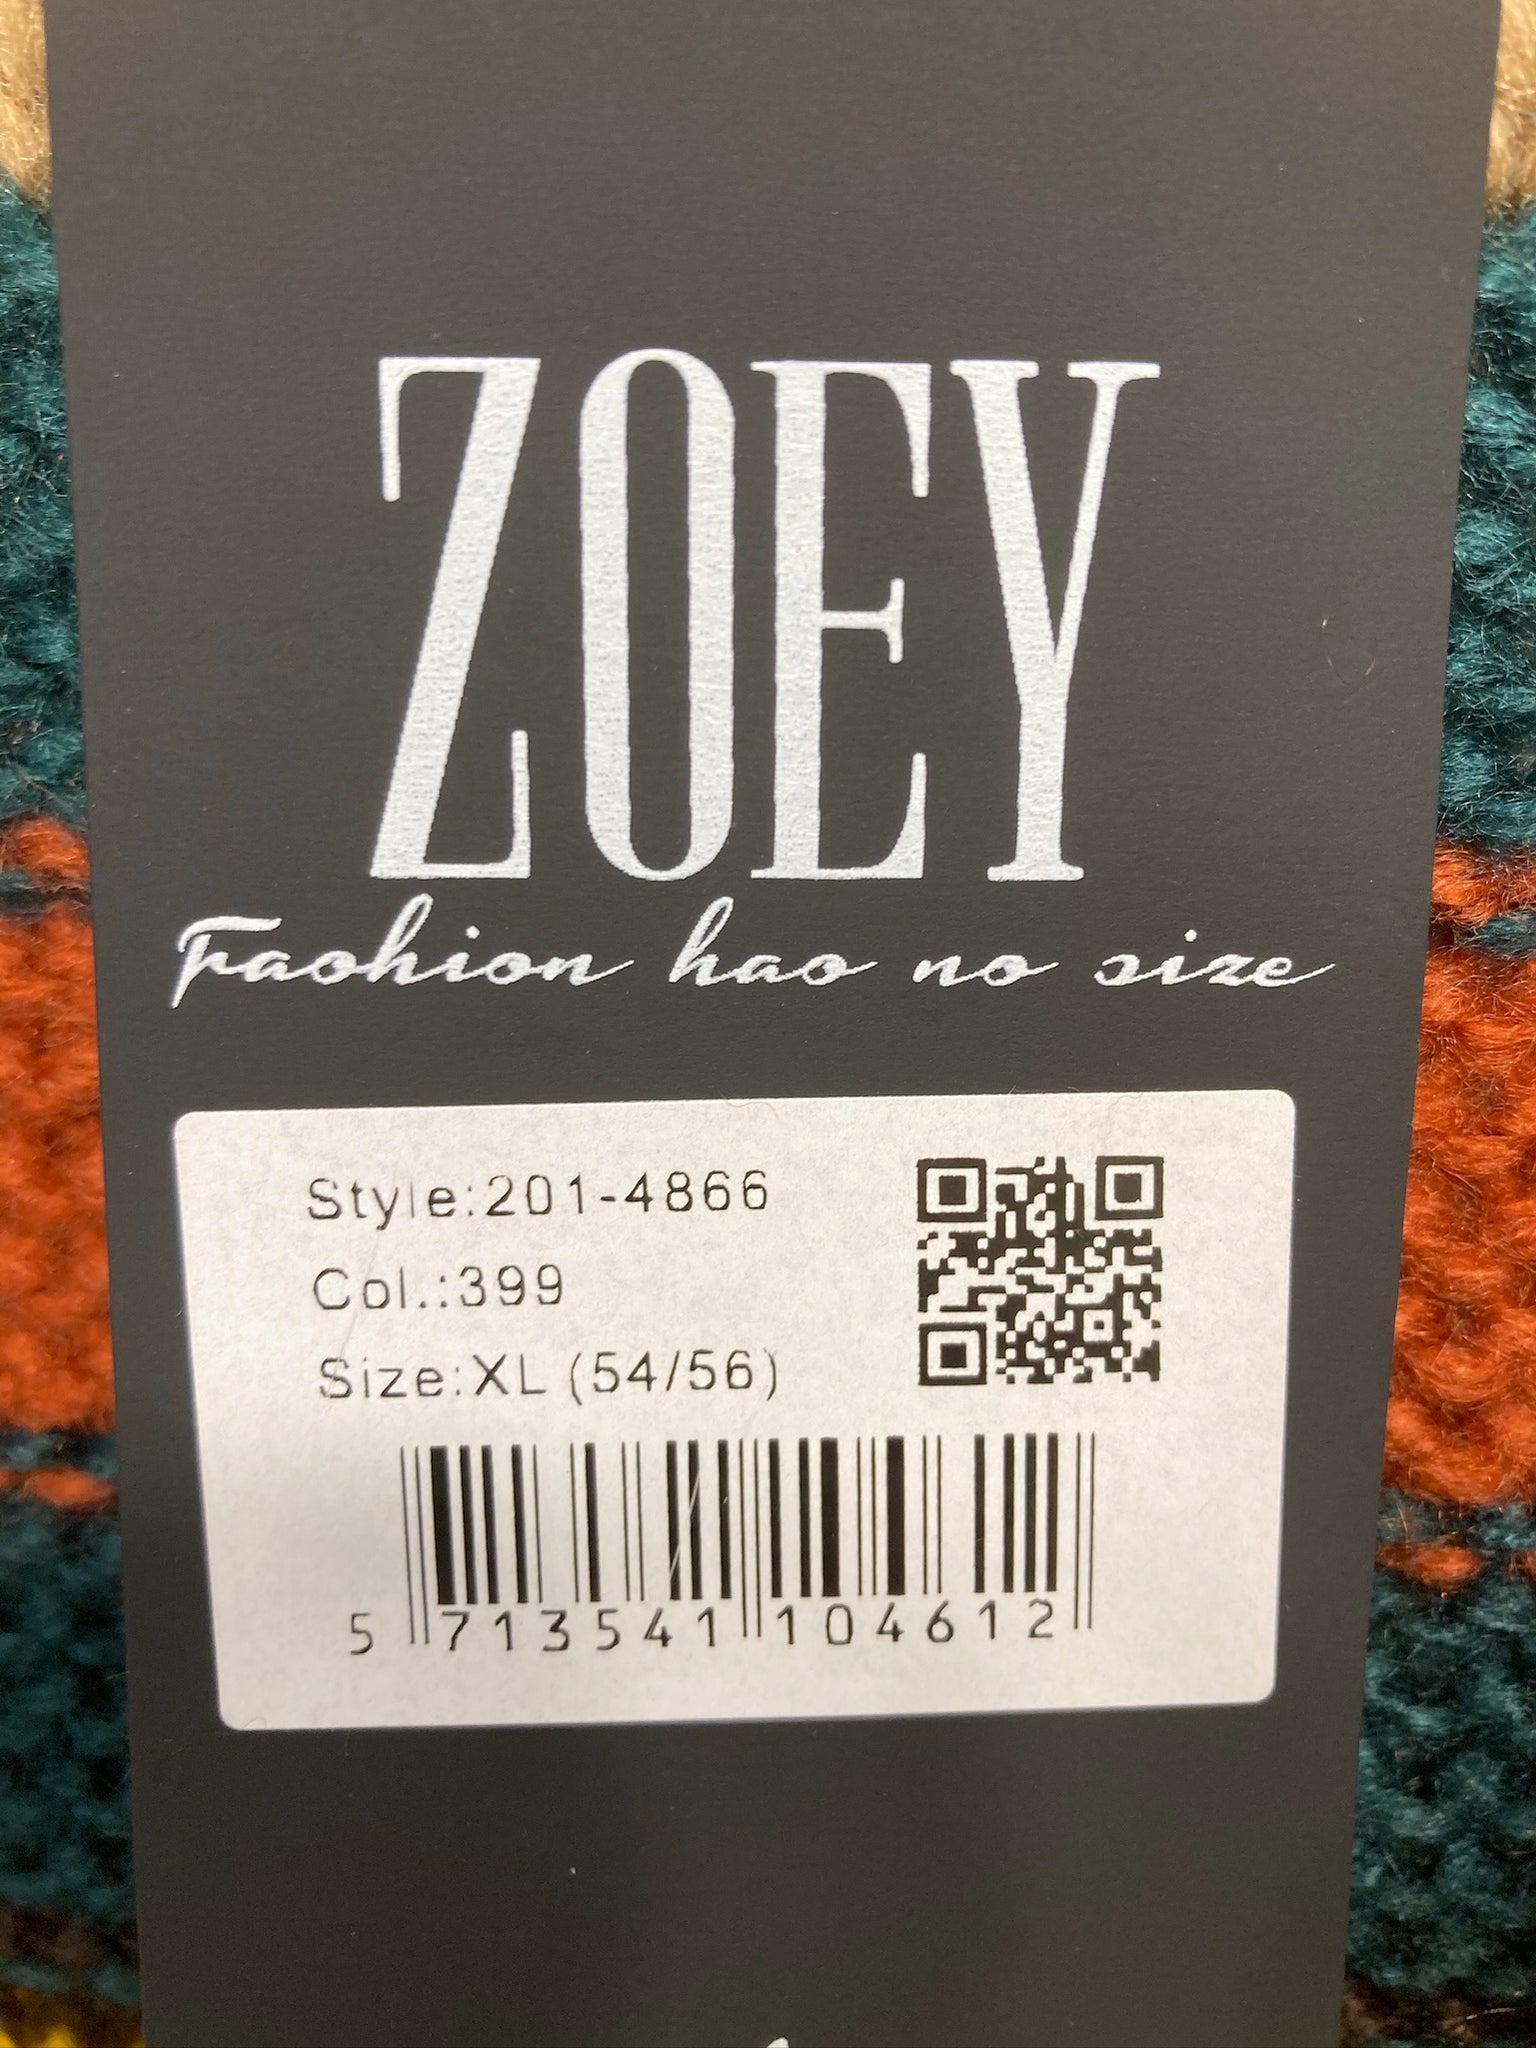 ZOEY
Fashion has no size
Style:201-4866
Col.:399
Size:XL (54/56)
5 713541 104612